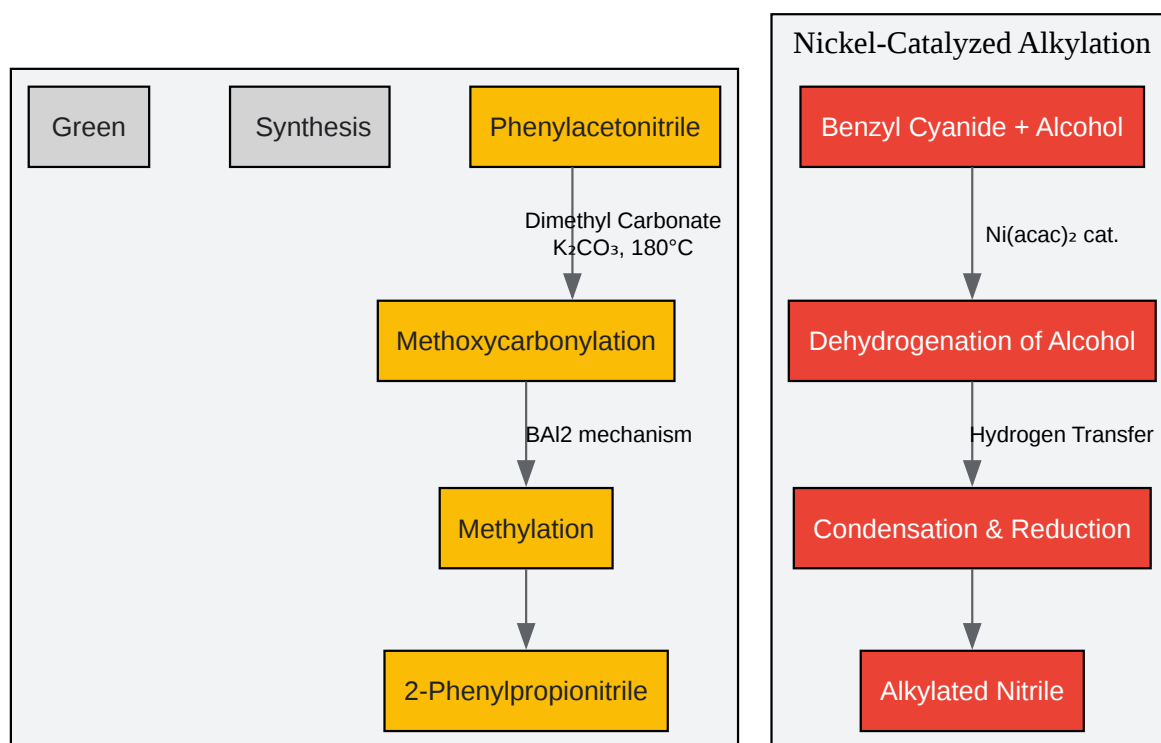 Green
Synthesis
Phenylacetonitrile
Dimethyl Carbonate
K₂CO₃, 180°C
Methoxycarbonylation
BAl2 mechanism
Methylation
2-Phenylpropionitrile
Nickel-Catalyzed Alkylation
Benzyl Cyanide + Alcohol
Ni(acac)₂ cat.
Dehydrogenation of Alcohol
Hydrogen Transfer
Condensation & Reduction
Alkylated Nitrile